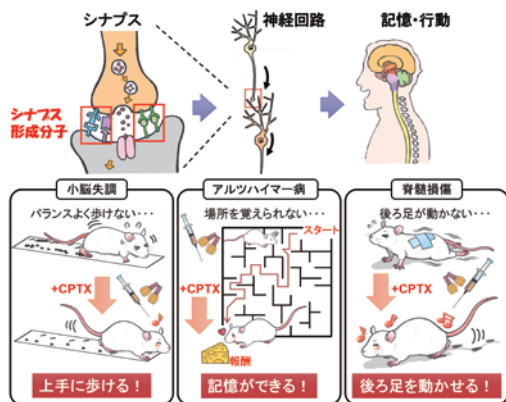 シナプス
神経回路
記憶・行動
シナプス
形成分子
小脳失調
バランスよく歩けない・・・
+CPTX
上手に歩ける！
アルツハイマー病
場所を覚えられない・・・
スタート
+CPTX
報酬
記憶ができる！
脊髄損傷
後ろ足が動かない・・・
+CPTX
後ろ足を動かせる！